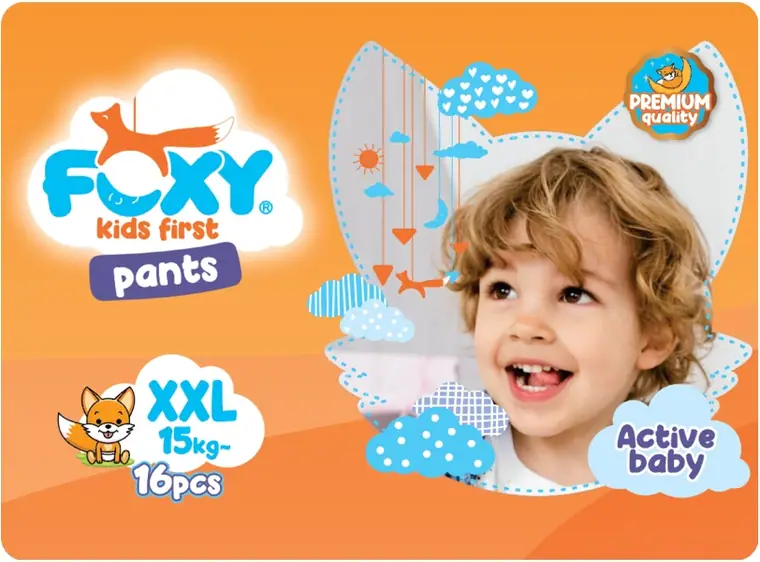 FOXY®
kids first
pants
PREMIUM
quality
XXL
15kg~
16pcs
Active
baby